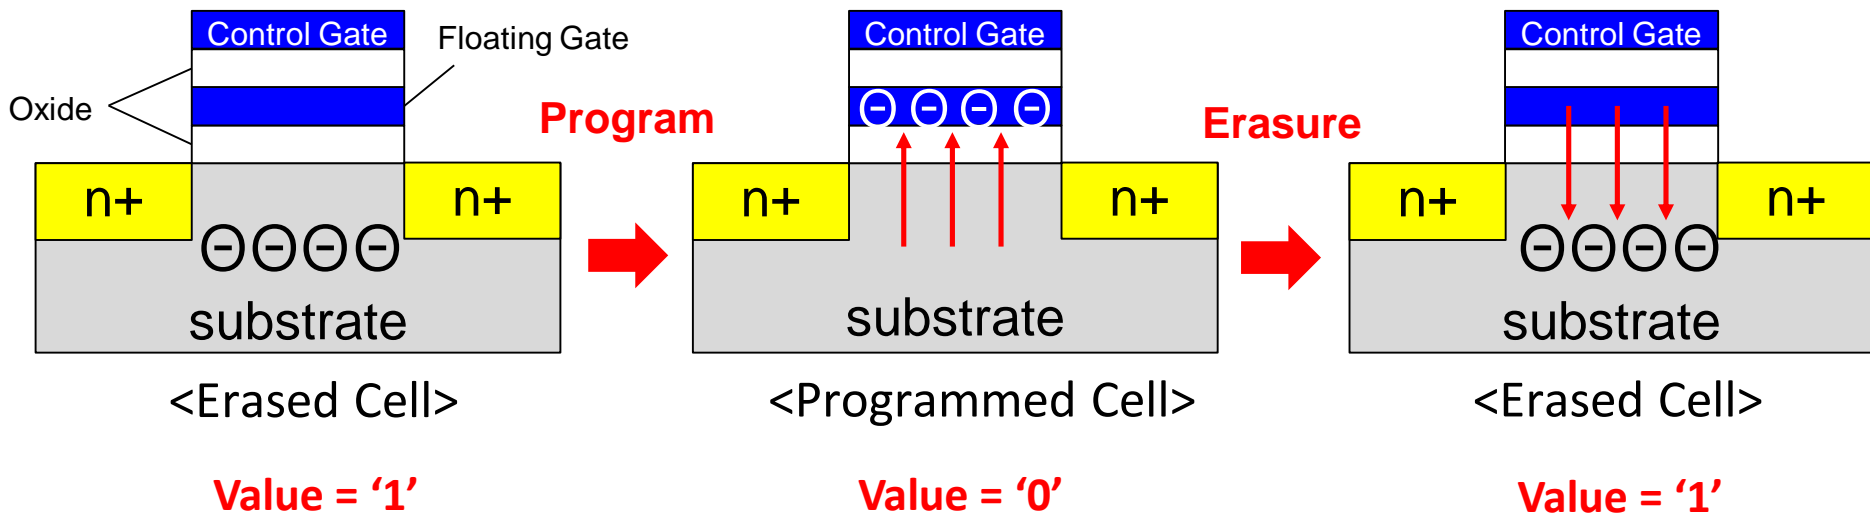 Control Gate
Floating Gate
Oxide
n+
n+
substrate
<Erased Cell>
Value = ‘1’
Program
Control Gate
n+
n+
substrate
<Programmed Cell>
Value = ‘0’
Erasure
Control Gate
n+
n+
substrate
<Erased Cell>
Value = ‘1’